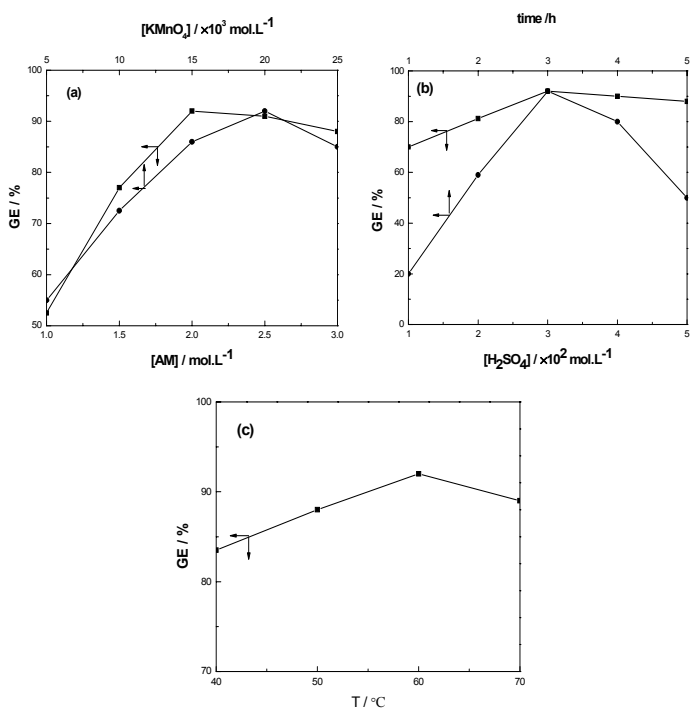 [KMnO4] / ×10³ mol.L⁻¹
5 10 15 20 25
100
90
80
70
60
50
(a)
GE / %
1.0 1.5 2.0 2.5 3.0
[AM] / mol.L⁻¹
time /h
1 2 3 4 5
100
80
60
40
20
0
(b)
GE / %
1 2 3 4 5
[H2SO4] / ×10² mol.L⁻¹
100
90
80
70
(c)
GE / %
40 50 60 70
T / °C